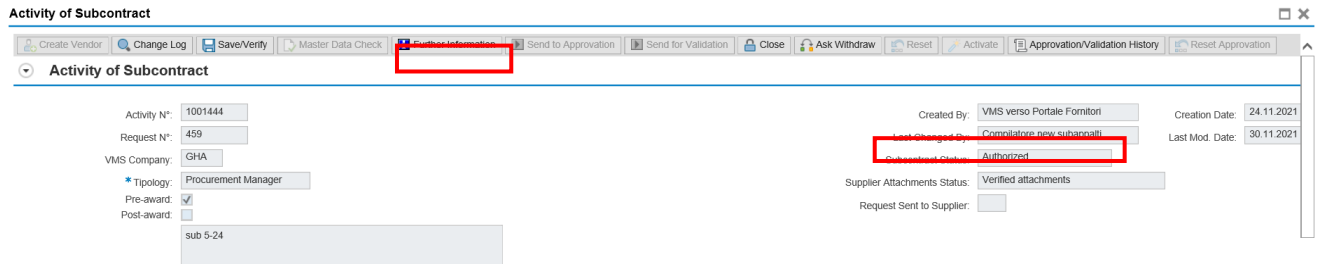 Activity of Subcontract
Create Vendor Change Log Save/Verify Master Data Check Further Information Send to Approvation Send for Validation Close Ask Withdraw Reset Activate Approvation/Validation History Reset Approvation
Activity of Subcontract
Activity N°: 1001444 Created By: VMS verso Portale Fornitori Creation Date: 24.11.2021
Request N°: 459 Last Changed By: Compilatore new subappalti Last Mod. Date: 30.11.2021
VMS Company: GHA Subcontract Status: Authorized
* Tipology: Procurement Manager Supplier Attachments Status: Verified attachments
Pre-award: Request Sent to Supplier:
Post-award:
sub 5-24